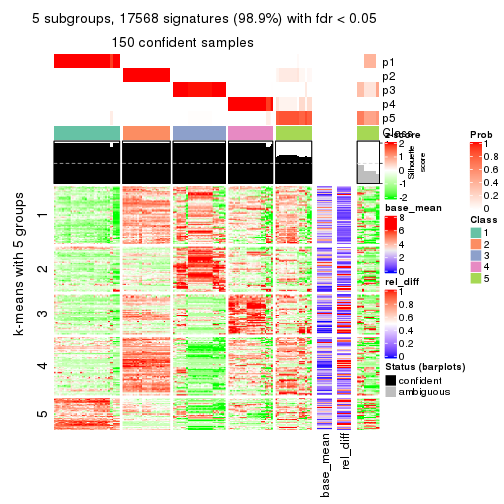 5 subgroups, 17568 signatures (98.9%) with fdr < 0.05
150 confident samples
p1
p2
p3
p4
p5
Class
z-score
2
1
0
-1
-2
Silhouette
score
Prob
1
0.8
0.6
0.4
0.2
0
base_mean
8
6
4
2
0
Class
1
2
3
4
5
rel_diff
1
0.8
0.6
0.4
0.2
0
Status (barplots)
confident
ambiguous
k-means with 5 groups
1
2
3
4
5
base_mean
rel_diff